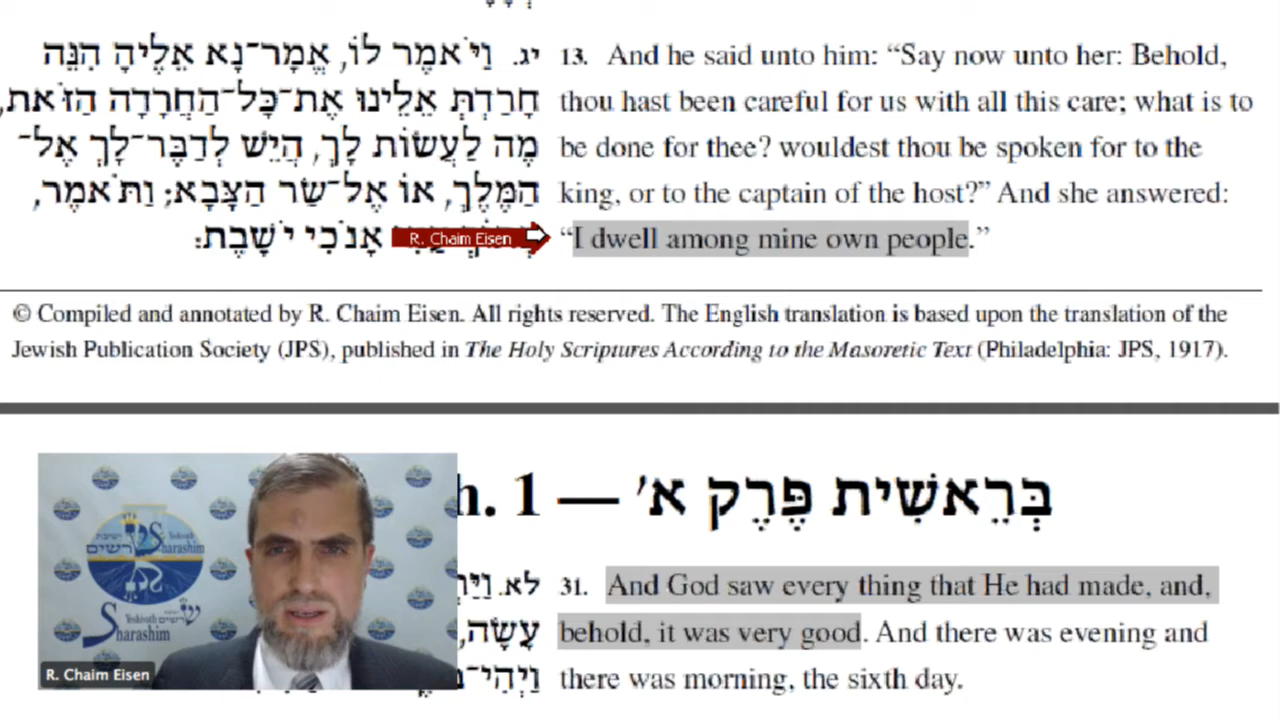 יג. וַיֹּאמֶר לוֹ, אֱמָר־נָא אֵלֶיהָ הִנֵּה
חָרַדְתְּ אֵלֵינוּ אֶת־כָּל־הַחֲרָדָה הַזֹּאת,
מֶה לַעֲשׂוֹת לָךְ, הֲיֵשׁ לְדַבֶּר־לָךְ אֶל־
הַמֶּלֶךְ, אוֹ אֶל־שַׂר הַצָּבָא; וַתֹּאמֶר,
אָנֹכִי יֹשָׁבֶת׃
13. And he said unto him: “Say now unto her: Behold,
thou hast been careful for us with all this care; what is to
be done for thee? wouldest thou be spoken for to the
king, or to the captain of the host?” And she answered:
“I dwell among mine own people.”
R. Chaim Eisen
© Compiled and annotated by R. Chaim Eisen. All rights reserved. The English translation is based upon the translation of the
Jewish Publication Society (JPS), published in The Holy Scriptures According to the Masoretic Text (Philadelphia: JPS, 1917).
1 — בְּרֵאשִׁית פֶּרֶק א׳
לא.
עָשָׂה,
31. And God saw every thing that He had made, and,
behold, it was very good. And there was evening and
there was morning, the sixth day.
ישיבת
שרשים
Yeshivath
Sharashim
Yeshivath שרשים
Sharashim
R. Chaim Eisen